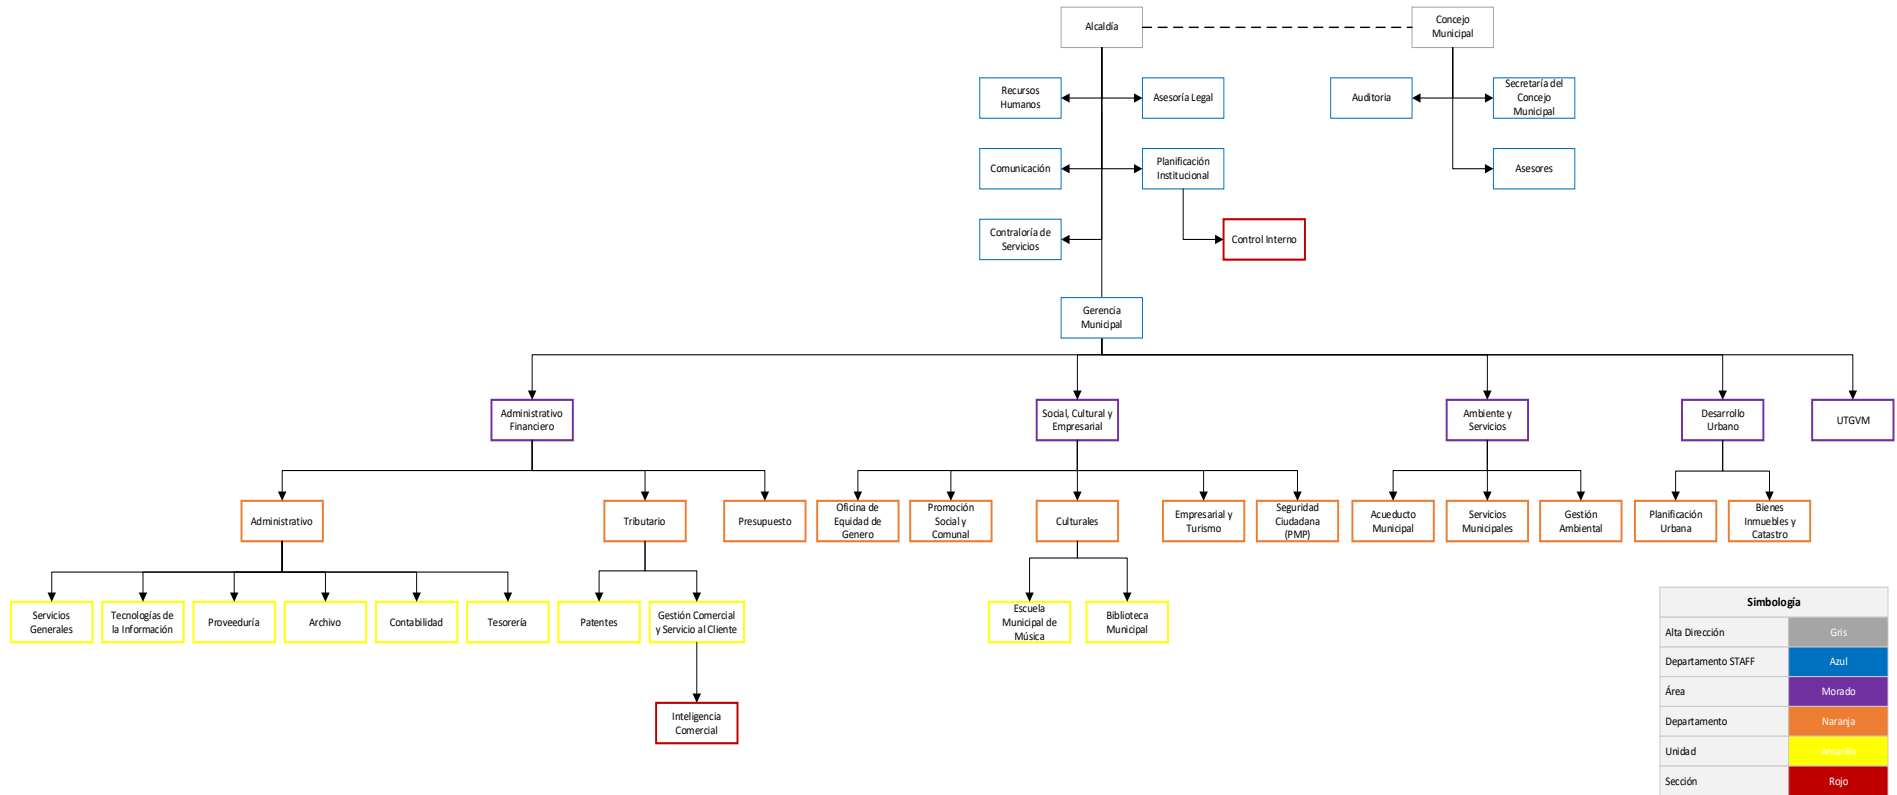 Alcaldía
Concejo
Municipal
Recursos
Humanos
Asesoría Legal
Auditoria
Secretaría del
Concejo
Municipal
Comunicación
Planificación
Institucional
Asesores
Contraloría de
Servicios
Control Interno
Gerencia
Municipal
Administrativo
Financiero
Social, Cultural y
Empresarial
Ambiente y
Servicios
Desarrollo
Urbano
UTGVM
Administrativo
Tributario
Presupuesto
Oficina de
Equidad de
Genero
Promoción
Social y
Comunal
Culturales
Empresarial y
Turismo
Seguridad
Ciudadana
(PMP)
Acueducto
Municipal
Servicios
Municipales
Gestión
Ambiental
Planificación
Urbana
Bienes
Inmuebles y
Catastro
Servicios
Generales
Tecnologías de
la Información
Proveeduría
Archivo
Contabilidad
Tesorería
Patentes
Gestión Comercial
y Servicio al Cliente
Escuela
Municipal de
Música
Biblioteca
Municipal
Inteligencia
Comercial
Simbología
Alta Dirección Gris
Departamento STAFF Azul
Área Morado
Departamento Naranja
Unidad Amarillo
Sección Rojo